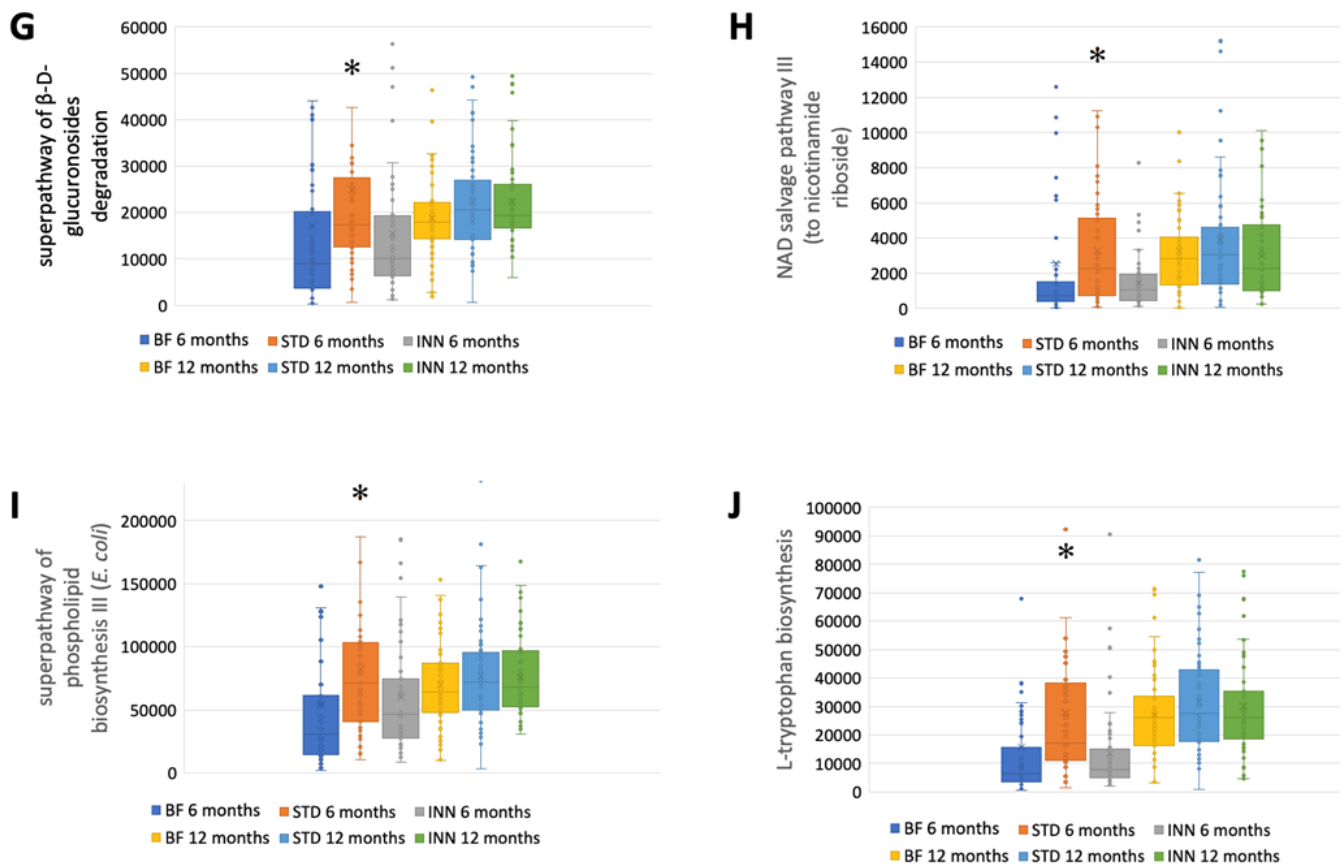 G
60000
50000
40000
30000
20000
10000
0
superpathway of β-D-
glucuronosides
degradation
*
BF 6 months STD 6 months INN 6 months
BF 12 months STD 12 months INN 12 months
H
16000
14000
12000
10000
8000
6000
4000
2000
0
NAD salvage pathway III
(to nicotinamide
riboside)
*
BF 6 months STD 6 months INN 6 months
BF 12 months STD 12 months INN 12 months
I
200000
150000
100000
50000
0
superpathway of
phospholipid
biosynthesis III (E. coli)
*
BF 6 months STD 6 months INN 6 months
BF 12 months STD 12 months INN 12 months
J
100000
90000
80000
70000
60000
50000
40000
30000
20000
10000
0
L-tryptophan biosynthesis
*
BF 6 months STD 6 months INN 6 months
BF 12 months STD 12 months INN 12 months